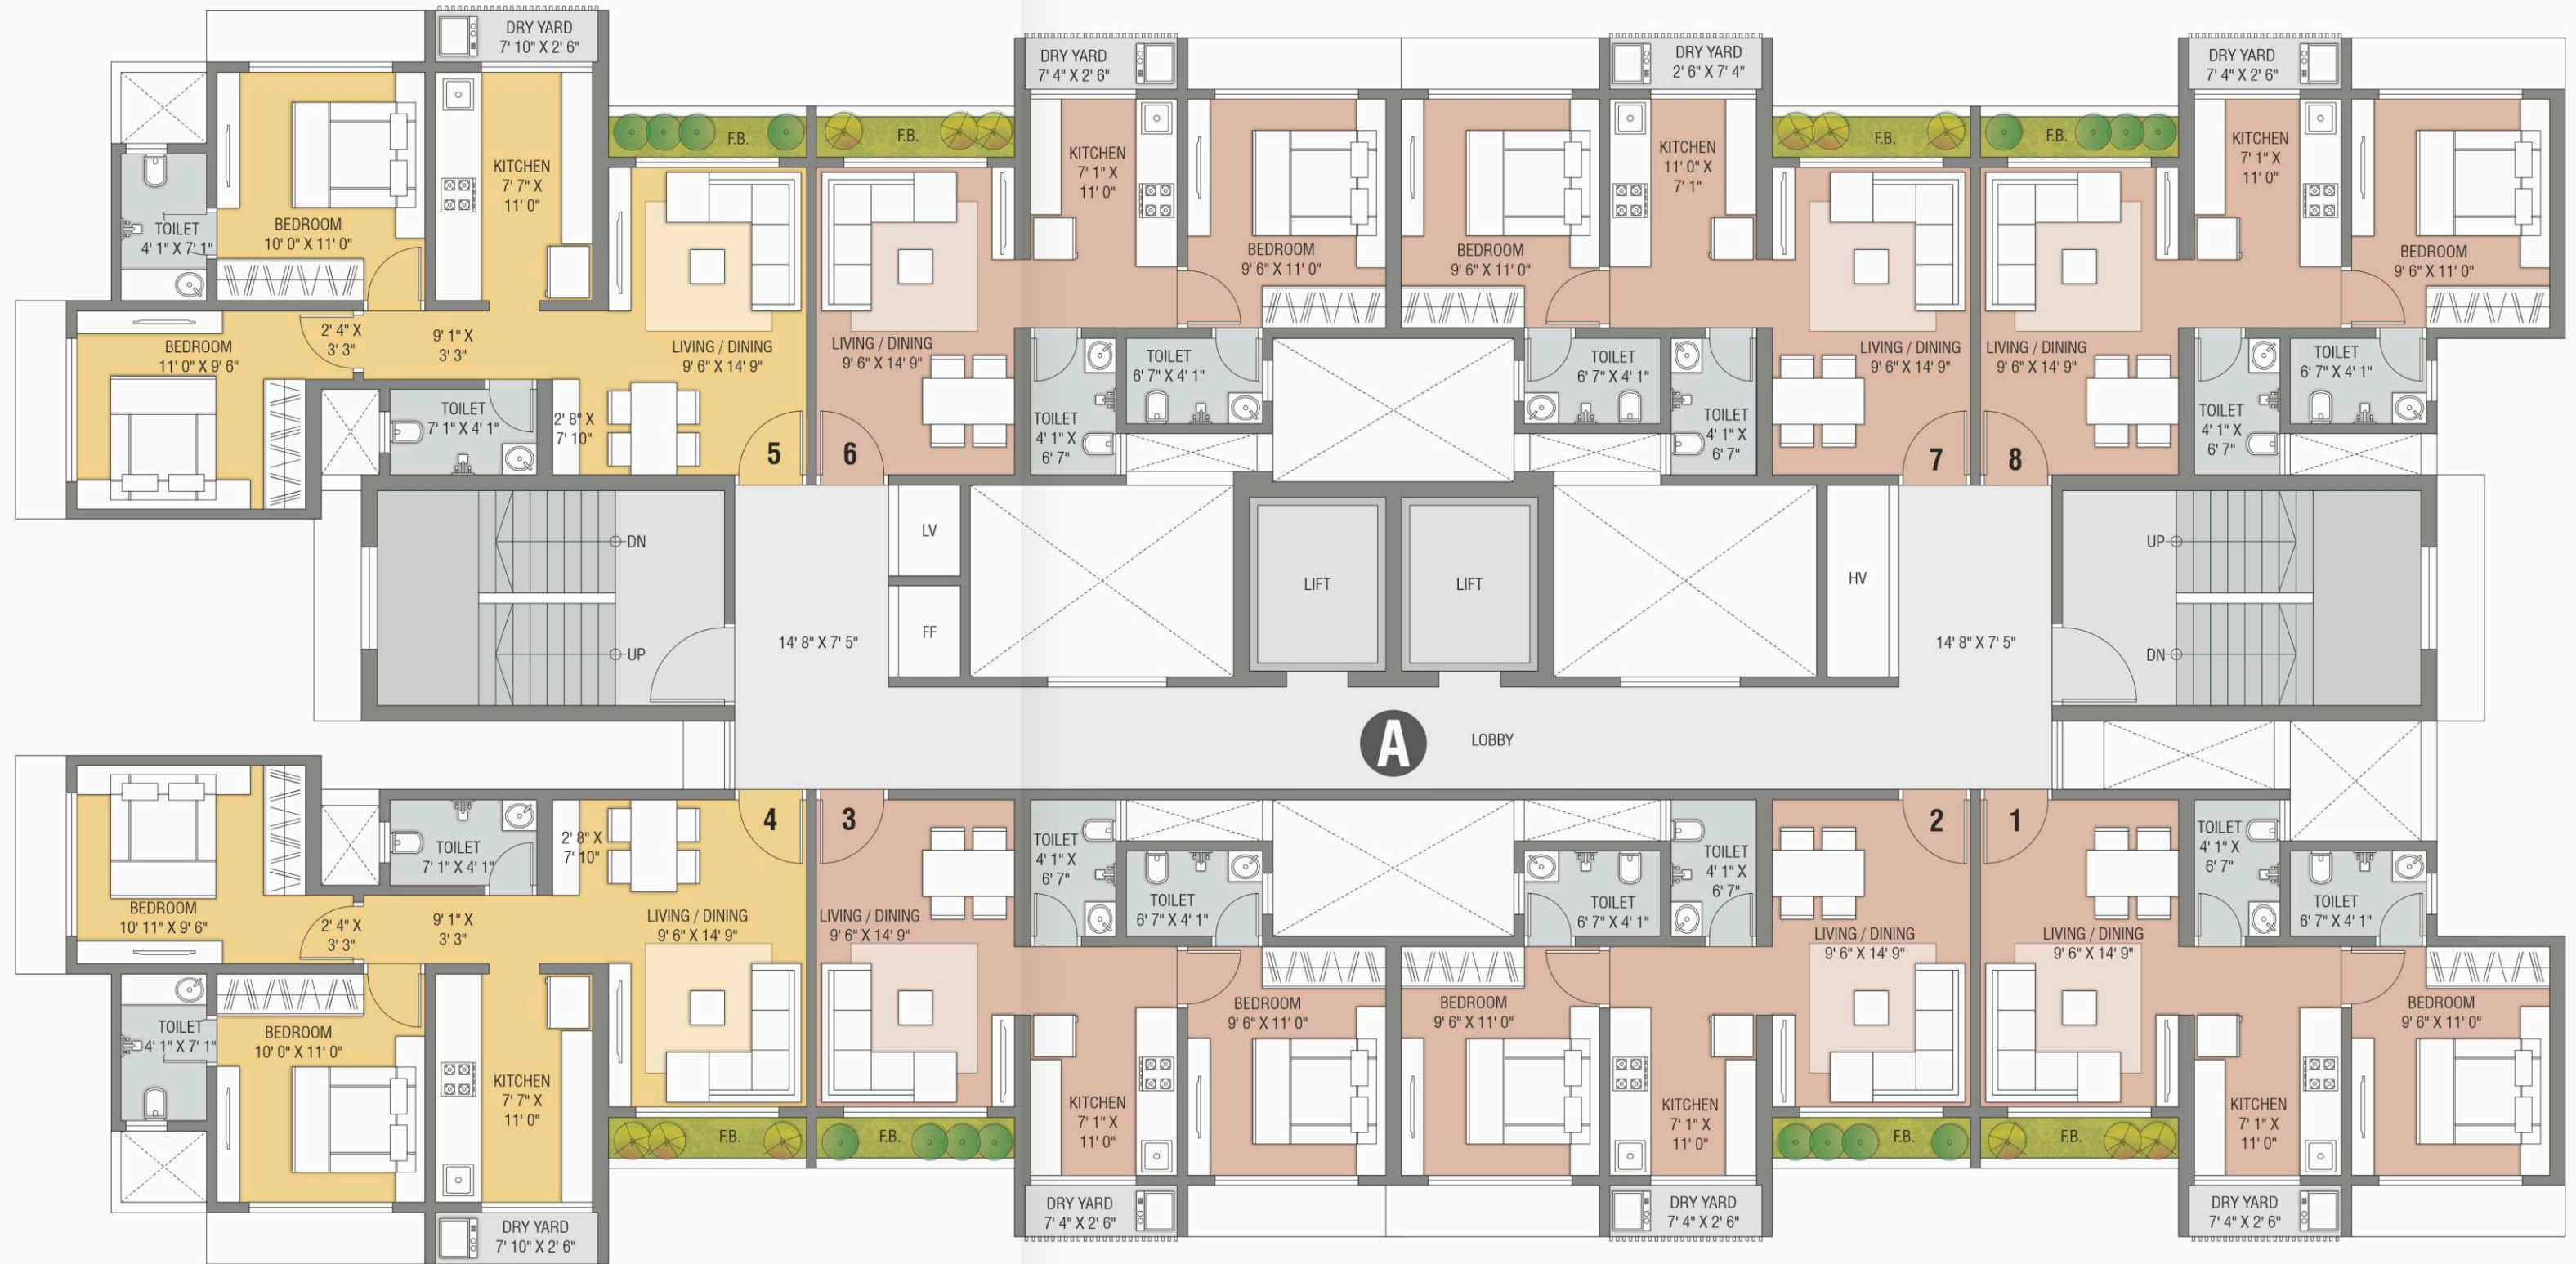 DRY YARD
7' 10" X 2' 6"
BEDROOM
10' 0" X 11' 0"
TOILET
4' 1" X 7' 1"
KITCHEN
7' 7" X
11' 0"
F.B.
BEDROOM
11' 0" X 9' 6"
2' 4" X
3' 3"
9' 1" X
3' 3"
TOILET
7' 1" X 4' 1"
2' 8" X
7' 10"
LIVING / DINING
9' 6" X 14' 9"
5
F.B.
LIVING / DINING
9' 6" X 14' 9"
6
DRY YARD
7' 4" X 2' 6"
KITCHEN
7' 1" X
11' 0"
BEDROOM
9' 6" X 11' 0"
TOILET
4' 1" X
6' 7"
TOILET
6' 7" X 4' 1"
DRY YARD
2' 6" X 7' 4"
BEDROOM
9' 6" X 11' 0"
KITCHEN
11' 0" X
7' 1"
TOILET
6' 7" X 4' 1"
TOILET
4' 1" X
6' 7"
F.B.
LIVING / DINING
9' 6" X 14' 9"
7
F.B.
LIVING / DINING
9' 6" X 14' 9"
8
DRY YARD
7' 4" X 2' 6"
KITCHEN
7' 1" X
11' 0"
BEDROOM
9' 6" X 11' 0"
TOILET
4' 1" X
6' 7"
TOILET
6' 7" X 4' 1"
DN
UP
14' 8" X 7' 5"
LV
FF
LIFT
LIFT
HV
14' 8" X 7' 5"
UP
DN
A
LOBBY
BEDROOM
10' 11" X 9' 6"
2' 4" X
3' 3"
9' 1" X
3' 3"
TOILET
7' 1" X 4' 1"
2' 8" X
7' 10"
4
LIVING / DINING
9' 6" X 14' 9"
TOILET
4' 1" X 7' 1"
BEDROOM
10' 0" X 11' 0"
KITCHEN
7' 7" X
11' 0"
F.B.
DRY YARD
7' 10" X 2' 6"
3
LIVING / DINING
9' 6" X 14' 9"
F.B.
TOILET
4' 1" X
6' 7"
TOILET
6' 7" X 4' 1"
BEDROOM
9' 6" X 11' 0"
KITCHEN
7' 1" X
11' 0"
DRY YARD
7' 4" X 2' 6"
TOILET
6' 7" X 4' 1"
TOILET
4' 1" X
6' 7"
BEDROOM
9' 6" X 11' 0"
KITCHEN
7' 1" X
11' 0"
DRY YARD
7' 4" X 2' 6"
2
LIVING / DINING
9' 6" X 14' 9"
F.B.
1
LIVING / DINING
9' 6" X 14' 9"
F.B.
TOILET
4' 1" X
6' 7"
TOILET
6' 7" X 4' 1"
BEDROOM
9' 6" X 11' 0"
KITCHEN
7' 1" X
11' 0"
DRY YARD
7' 4" X 2' 6"